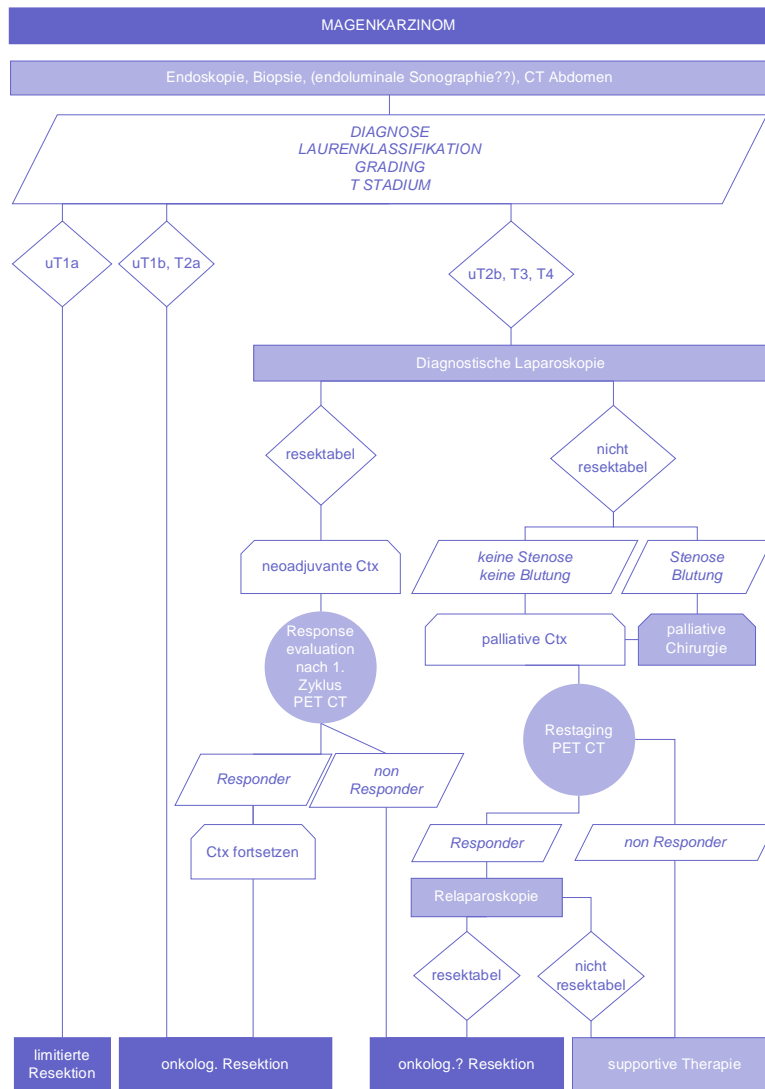 MAGENKARZINOM
Endoskopie, Biopsie, (endoluminale Sonographie??), CT Abdomen
DIAGNOSE
LAURENKLASSIFIKATION
GRADING
T STADIUM
uT1a
uT1b, T2a
uT2b, T3, T4
Diagnostische Laparoskopie
resektabel
nicht
resektabel
neoadjuvante Ctx
keine Stenose
keine Blutung
Stenose
Blutung
Response
evaluation
nach 1.
Zyklus
PET CT
palliative Ctx
palliative
Chirurgie
Restaging
PET CT
Responder
non
Responder
Ctx fortsetzen
Responder
non Responder
Relaparoskopie
resektabel
nicht
resektabel
limitierte
Resektion
onkolog. Resektion
onkolog.? Resektion
supportive Therapie